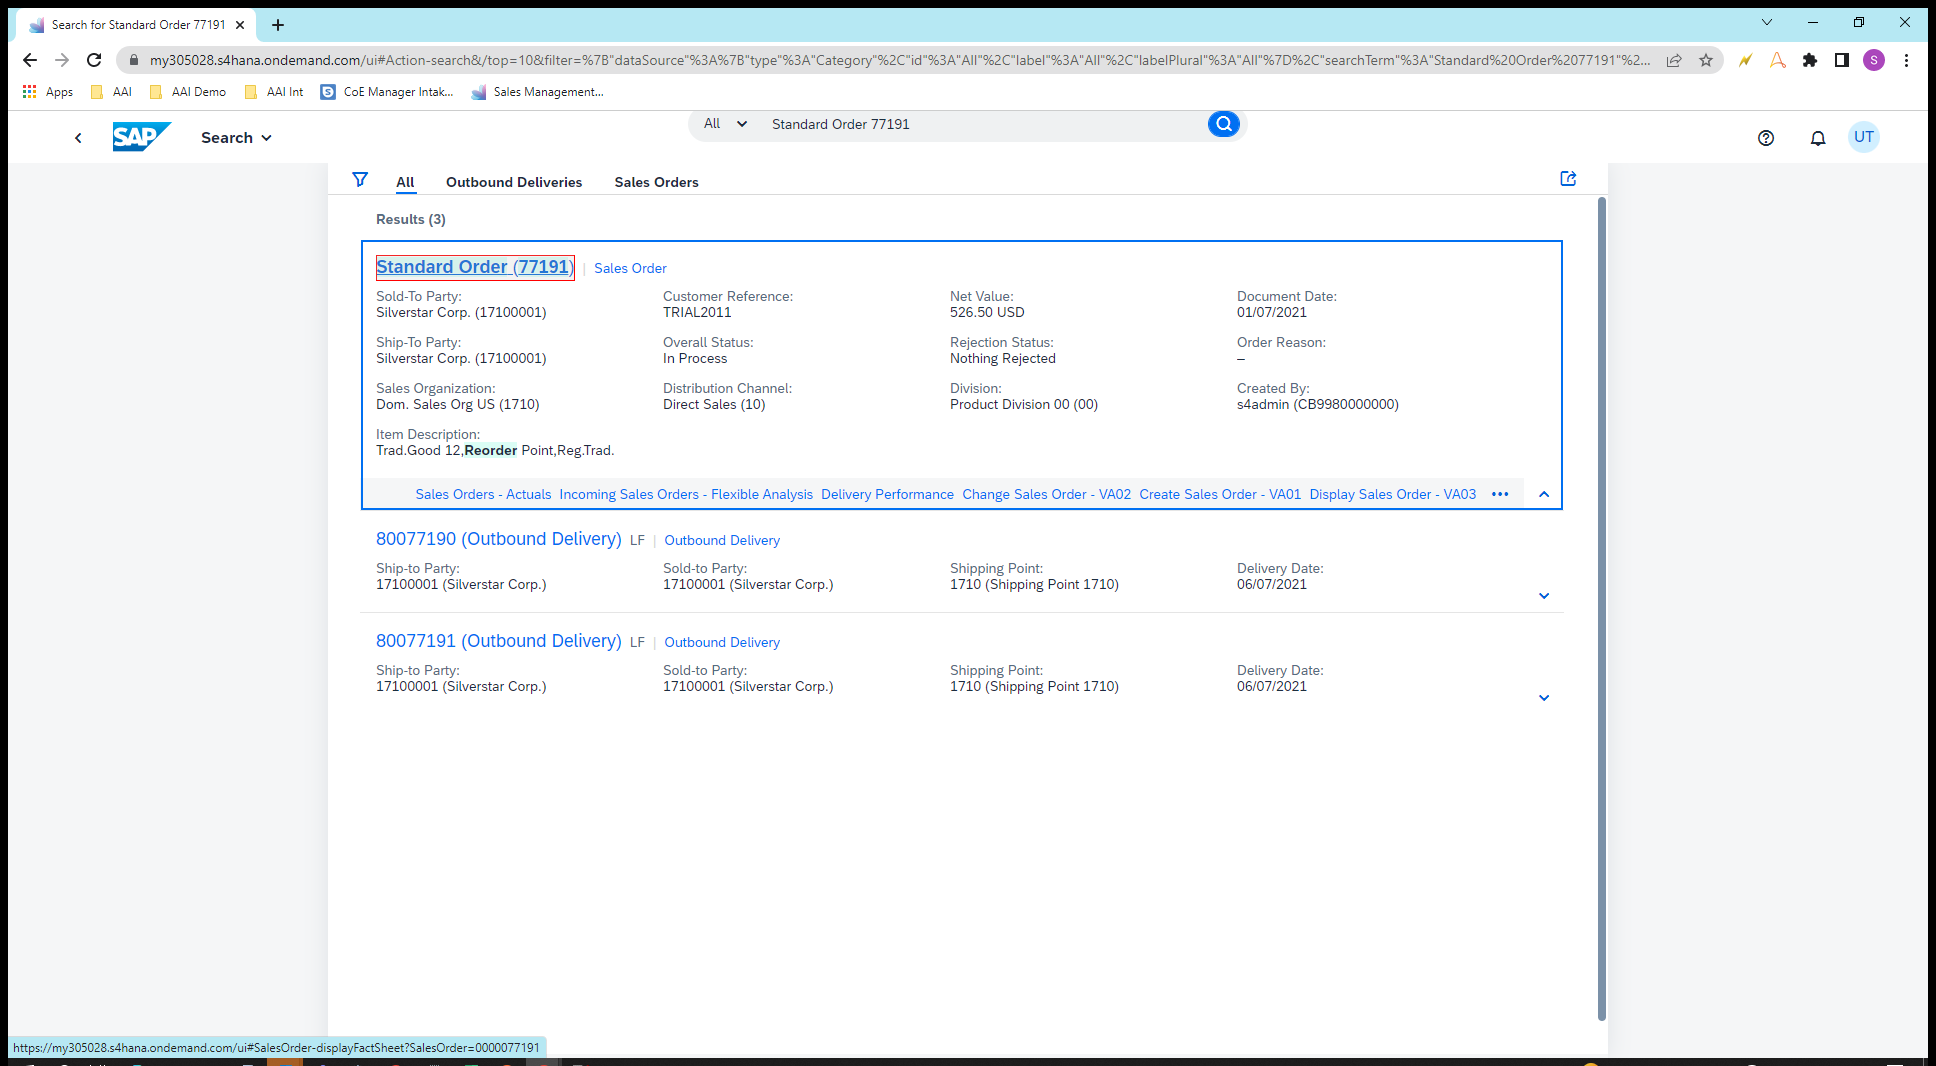 Search for Standard Order 77191
my305028.s4hana.ondemand.com/ui#Action-search&/top=10&filter=%7B"dataSource"%3A%7B"type"%3A"Category"%2C"id"%3A"All"%2C"label"%3A"All"%2C"labelPlural"%3A"All"%7D%2C"searchTerm"%3A"Standard%20Order%2077191"%2...
S
Apps AAI AAI Demo AAI Int CoE Manager Intak... Sales Management...
SAP Search All Standard Order 77191 UT
All Outbound Deliveries Sales Orders
Results (3)
Standard Order (77191) | Sales Order
Sold-To Party: Customer Reference: Net Value: Document Date:
Silverstar Corp. (17100001) TRIAL2011 526.50 USD 01/07/2021
Ship-To Party: Overall Status: Rejection Status: Order Reason:
Silverstar Corp. (17100001) In Process Nothing Rejected –
Sales Organization: Distribution Channel: Division: Created By:
Dom. Sales Org US (1710) Direct Sales (10) Product Division 00 (00) s4admin (CB9980000000)
Item Description:
Trad.Good 12,Reorder Point,Reg.Trad.
Sales Orders - Actuals Incoming Sales Orders - Flexible Analysis Delivery Performance Change Sales Order - VA02 Create Sales Order - VA01 Display Sales Order - VA03 •••
80077190 (Outbound Delivery) LF | Outbound Delivery
Ship-to Party: Sold-to Party: Shipping Point: Delivery Date:
17100001 (Silverstar Corp.) 17100001 (Silverstar Corp.) 1710 (Shipping Point 1710) 06/07/2021
80077191 (Outbound Delivery) LF | Outbound Delivery
Ship-to Party: Sold-to Party: Shipping Point: Delivery Date:
17100001 (Silverstar Corp.) 17100001 (Silverstar Corp.) 1710 (Shipping Point 1710) 06/07/2021
https://my305028.s4hana.ondemand.com/ui#SalesOrder-displayFactSheet?SalesOrder=0000077191